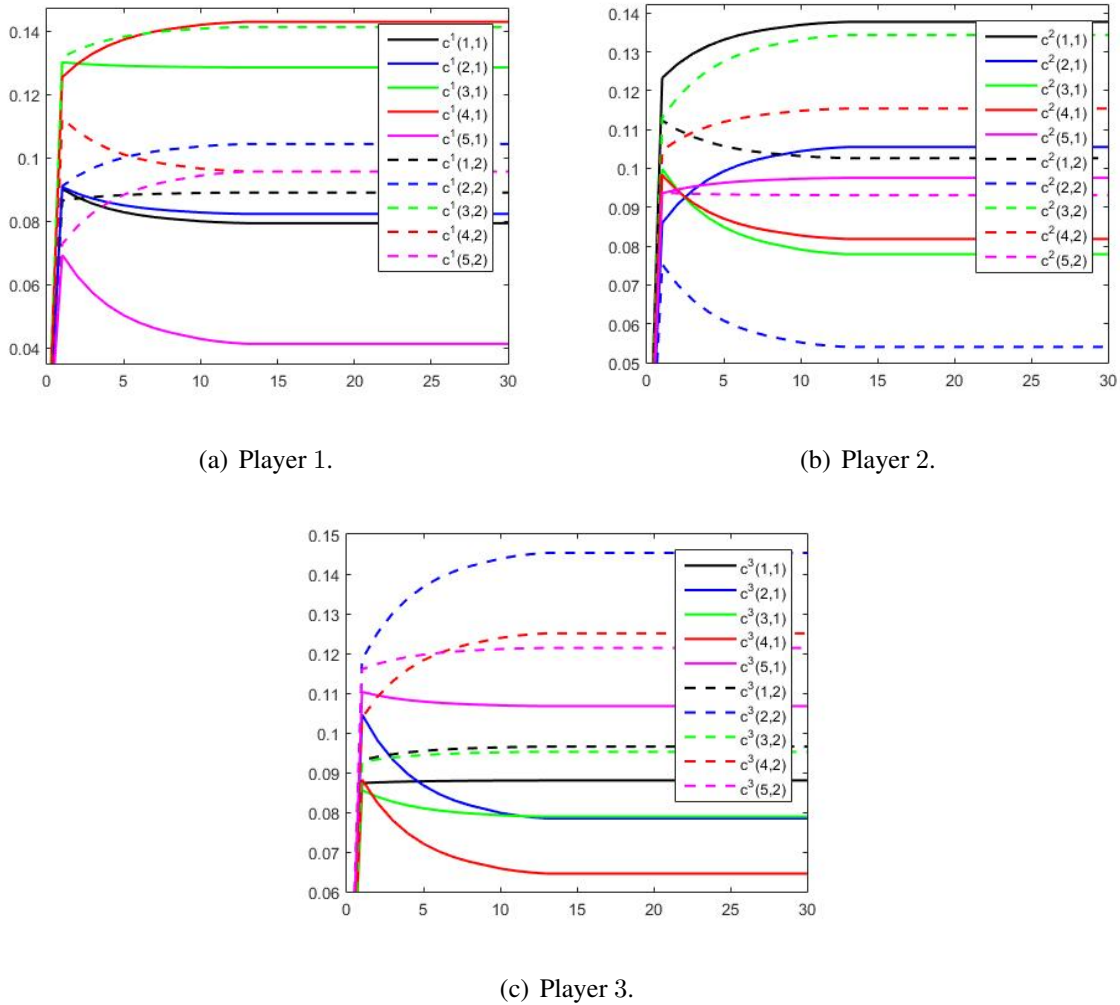 0.14
0.12
0.1
0.08
0.06
0.04
0 5 10 15 20 25 30
c¹(1,1)
c¹(2,1)
c¹(3,1)
c¹(4,1)
c¹(5,1)
c¹(1,2)
c¹(2,2)
c¹(3,2)
c¹(4,2)
c¹(5,2)
(a) Player 1.
0.14
0.13
0.12
0.11
0.1
0.09
0.08
0.07
0.06
0.05
0 5 10 15 20 25 30
c²(1,1)
c²(2,1)
c²(3,1)
c²(4,1)
c²(5,1)
c²(1,2)
c²(2,2)
c²(3,2)
c²(4,2)
c²(5,2)
(b) Player 2.
0.15
0.14
0.13
0.12
0.11
0.1
0.09
0.08
0.07
0.06
0 5 10 15 20 25 30
c³(1,1)
c³(2,1)
c³(3,1)
c³(4,1)
c³(5,1)
c³(1,2)
c³(2,2)
c³(3,2)
c³(4,2)
c³(5,2)
(c) Player 3.